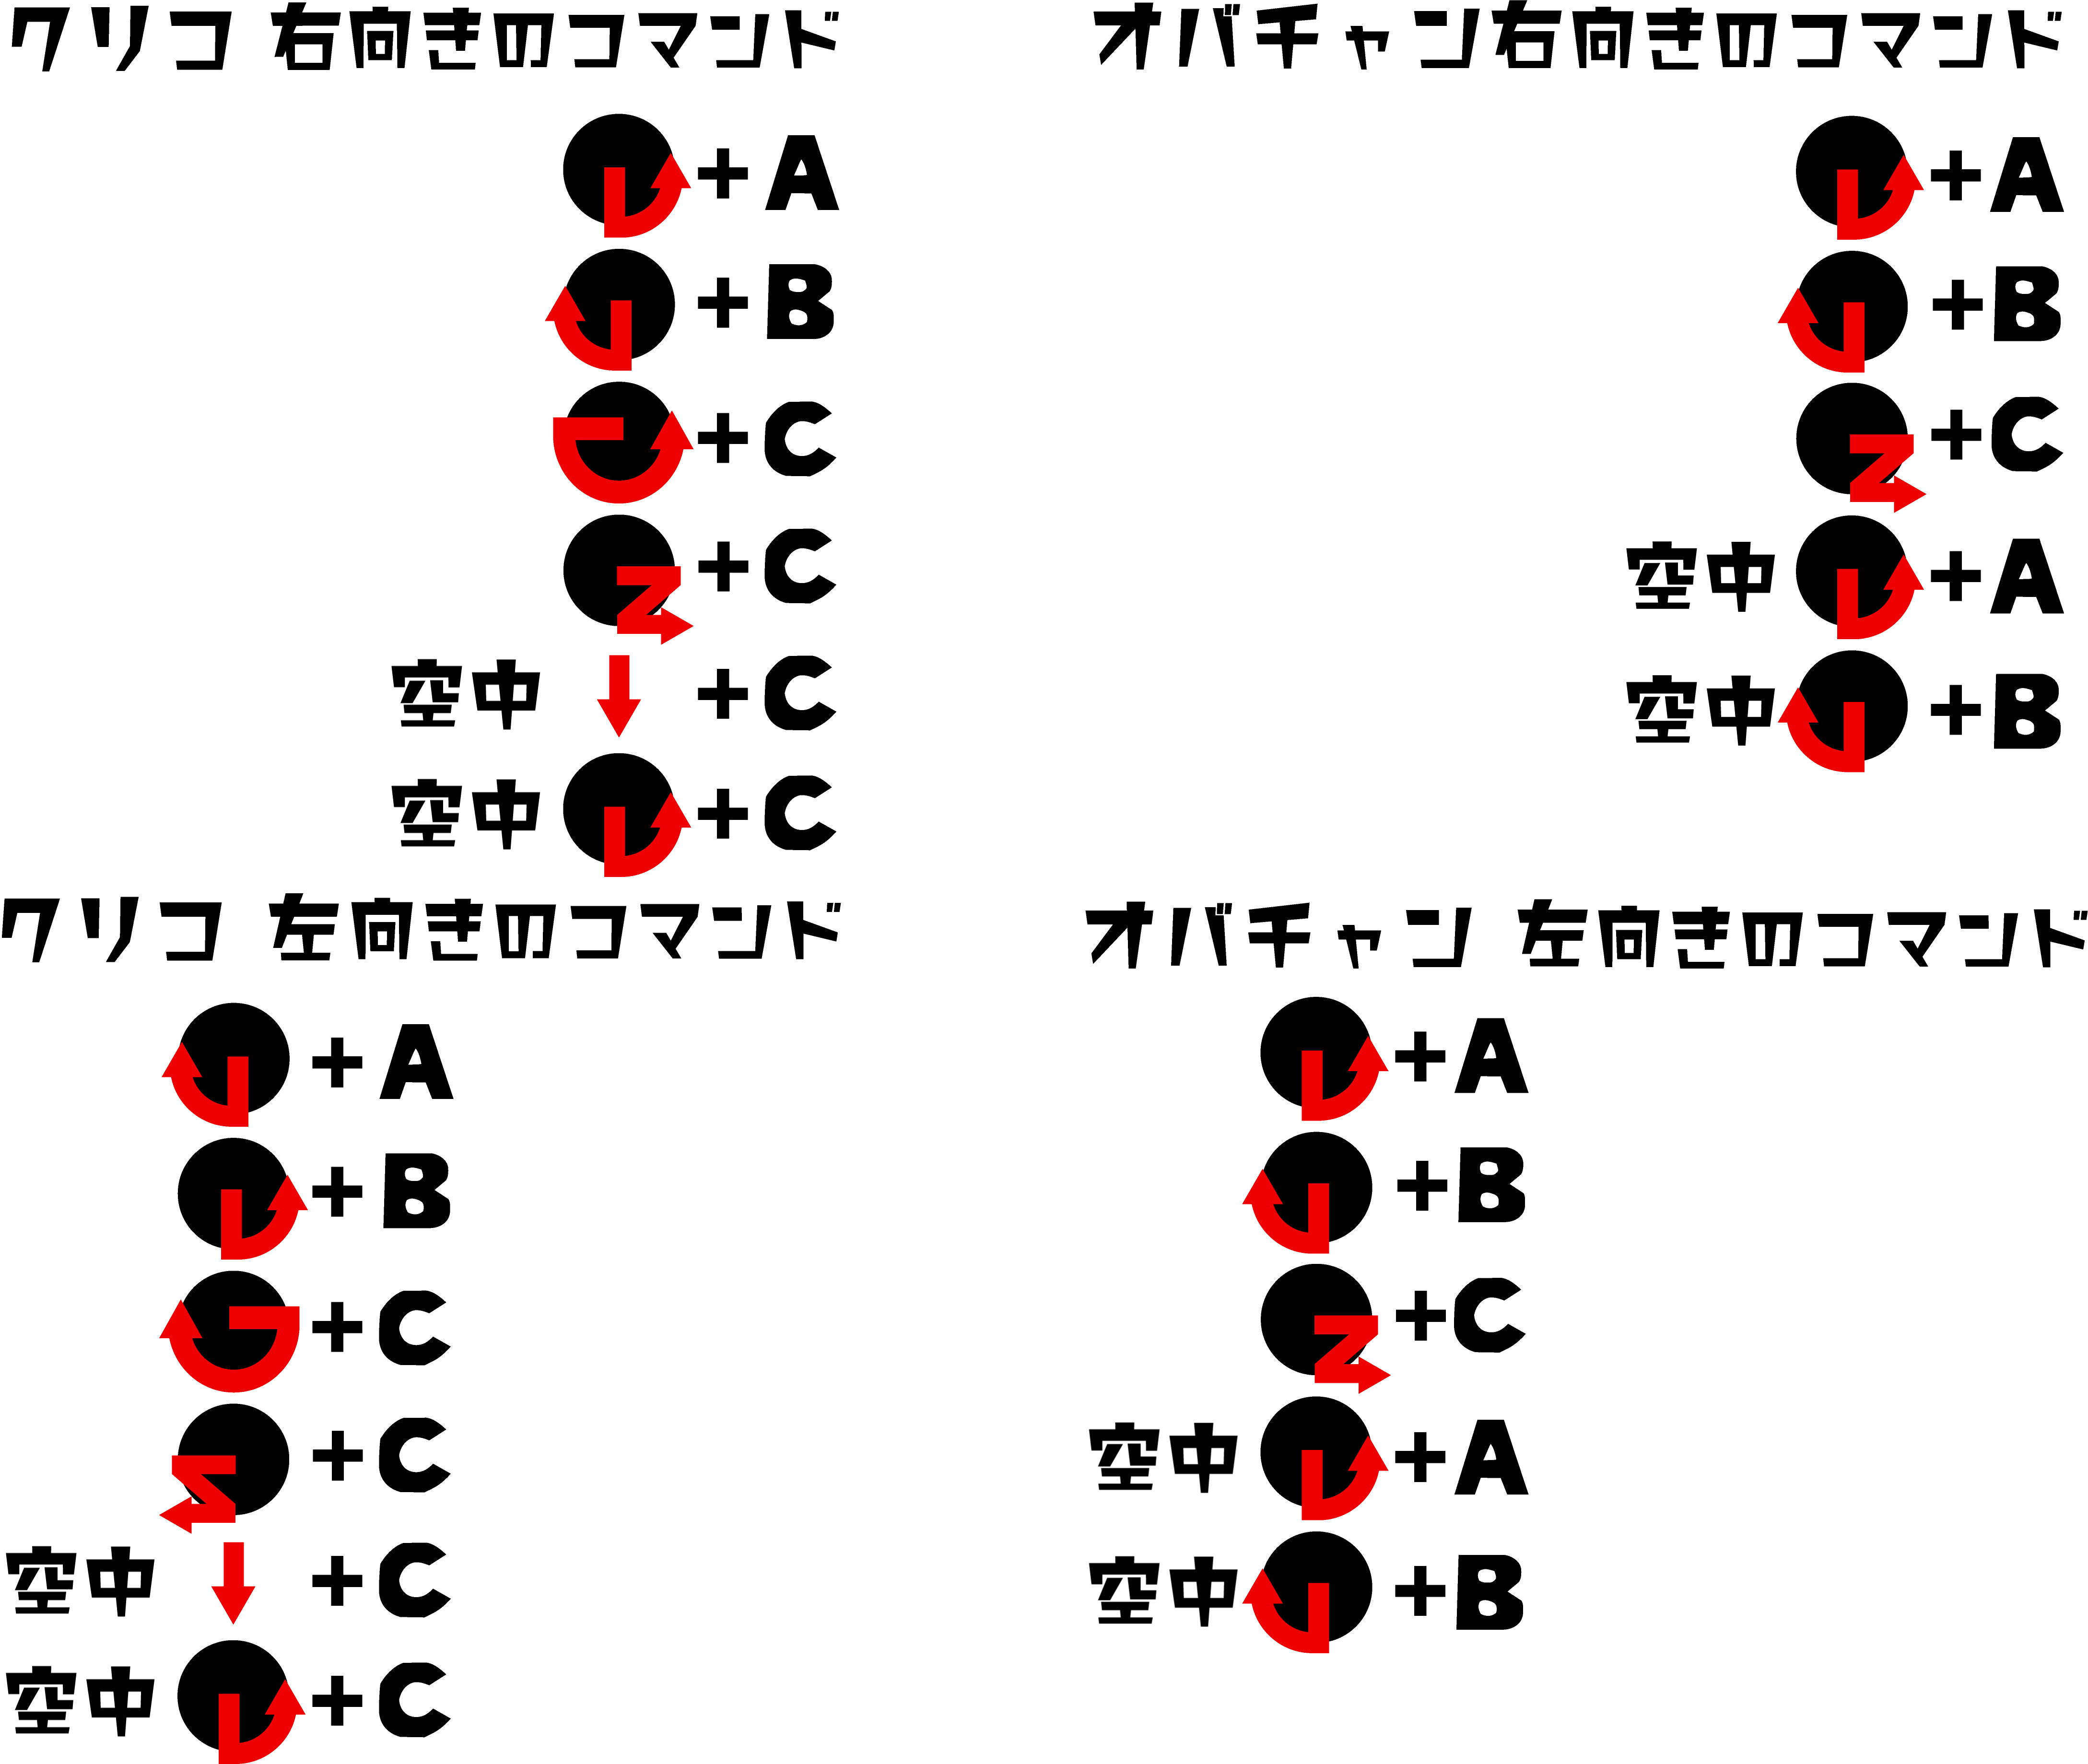 クリコ 右向きのコマンド
+A
+B
+C
+C
空中 +C
空中 +C
オバチャン右向きのコマンド
+A
+B
+C
空中 +A
空中 +B
クリコ 左向きのコマンド
+A
+B
+C
+C
空中 +C
空中 +C
オバチャン 左向きのコマンド
+A
+B
+C
空中 +A
空中 +B